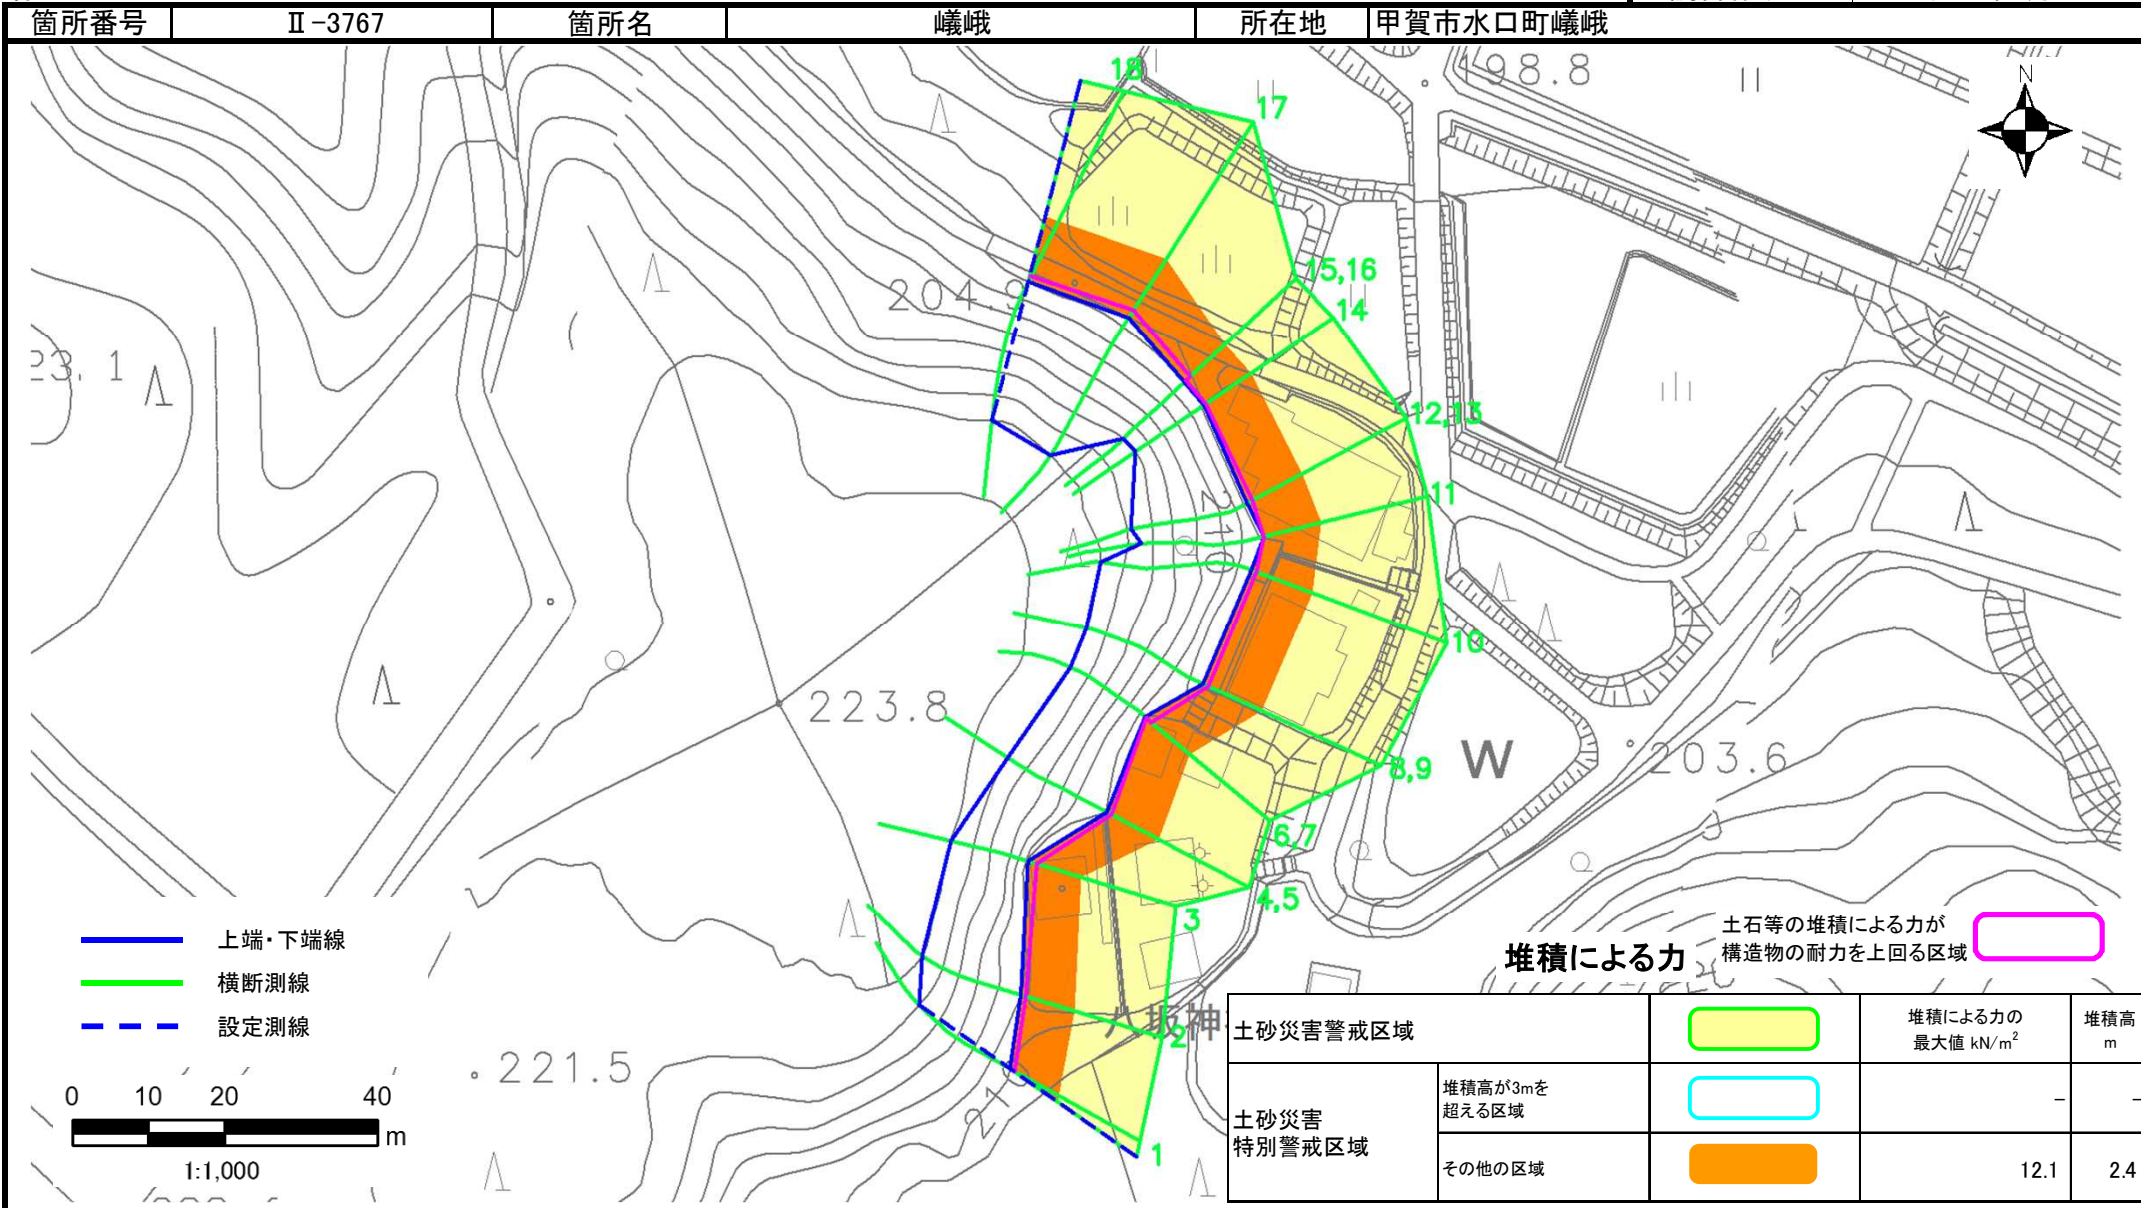 箇所番号 Ⅱ-3767 箇所名 嶬峨 所在地 甲賀市水口町嶬峨
18
17
198.8
N
15,16
14
204.9
23.1
12,13
11
210
10
223.8
W
203.6
8,9
6,7
4,5
3
八坂神
2
221.5
21
1
上端・下端線
横断測線
設定測線
0 10 20 40
m
1:1,000
堆積による力
土石等の堆積による力が
構造物の耐力を上回る区域
土砂災害警戒区域
堆積による力の
最大値 kN/m²
堆積高
m
土砂災害
特別警戒区域
堆積高が3mを
超える区域
- -
その他の区域
12.1 2.4